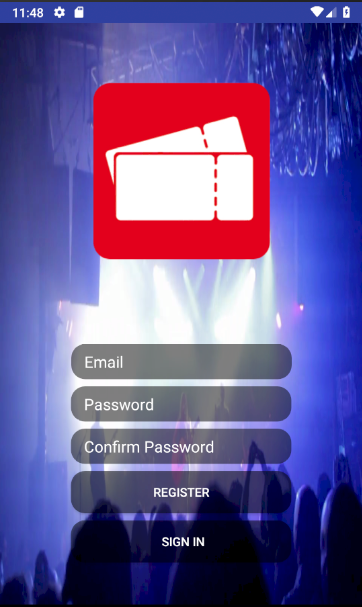 11:48
Email
Password
Confirm Password
REGISTER
SIGN IN